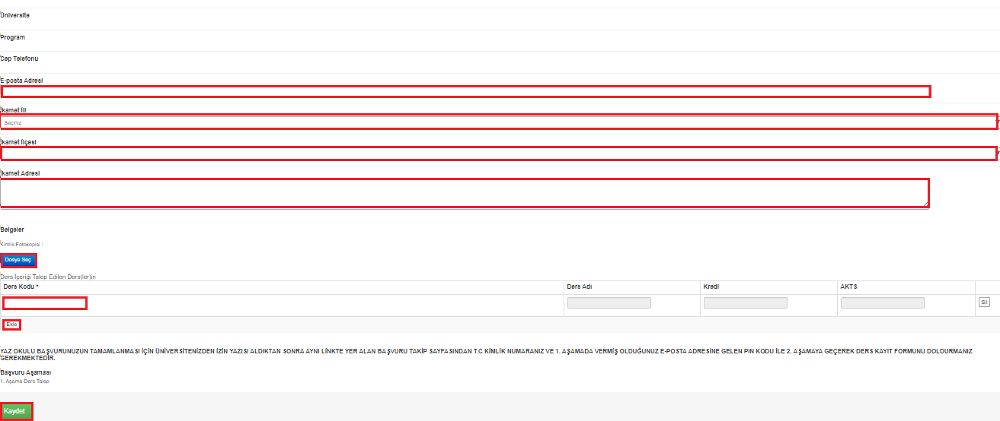 Üniversite
Program
Cep Telefonu
E-posta Adresi
İkamet İli
Seçiniz
İkamet İlçesi
İkamet Adresi
Belgeler
Kimlik Fotokopisi :
Dosya Seç
Ders İçeriği Talep Edilen Ders(ler)in
Ders Kodu * Ders Adı Kredi AKTS
Sil
Ekle
YAZ OKULU BAŞVURUNUZUN TAMAMLANMASI İÇİN ÜNİVERSİTENİZDEN İZİN YAZISI ALDIKTAN SONRA AYNI LİNKTE YER ALAN BAŞVURU TAKİP SAYFASINDAN T.C KİMLİK NUMARANIZ VE 1. AŞAMADA VERMİŞ OLDUĞUNUZ E-POSTA ADRESİNE GELEN PIN KODU İLE 2. AŞAMAYA GEÇEREK DERS KAYIT FORMUNU DOLDURMANIZ
GEREKMEKTEDİR.
Başvuru Aşaması
1. Aşama Ders Talep
Kaydet